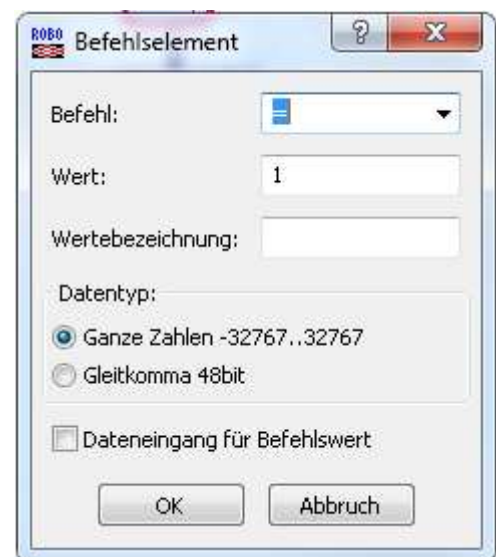 ROBO
Befehlselement
?
Befehl:
=
Wert:
1
Wertebezeichnung:
Datentyp:
Ganze Zahlen -32767..32767
Gleitkomma 48bit
Dateneingang für Befehlswert
OK
Abbruch